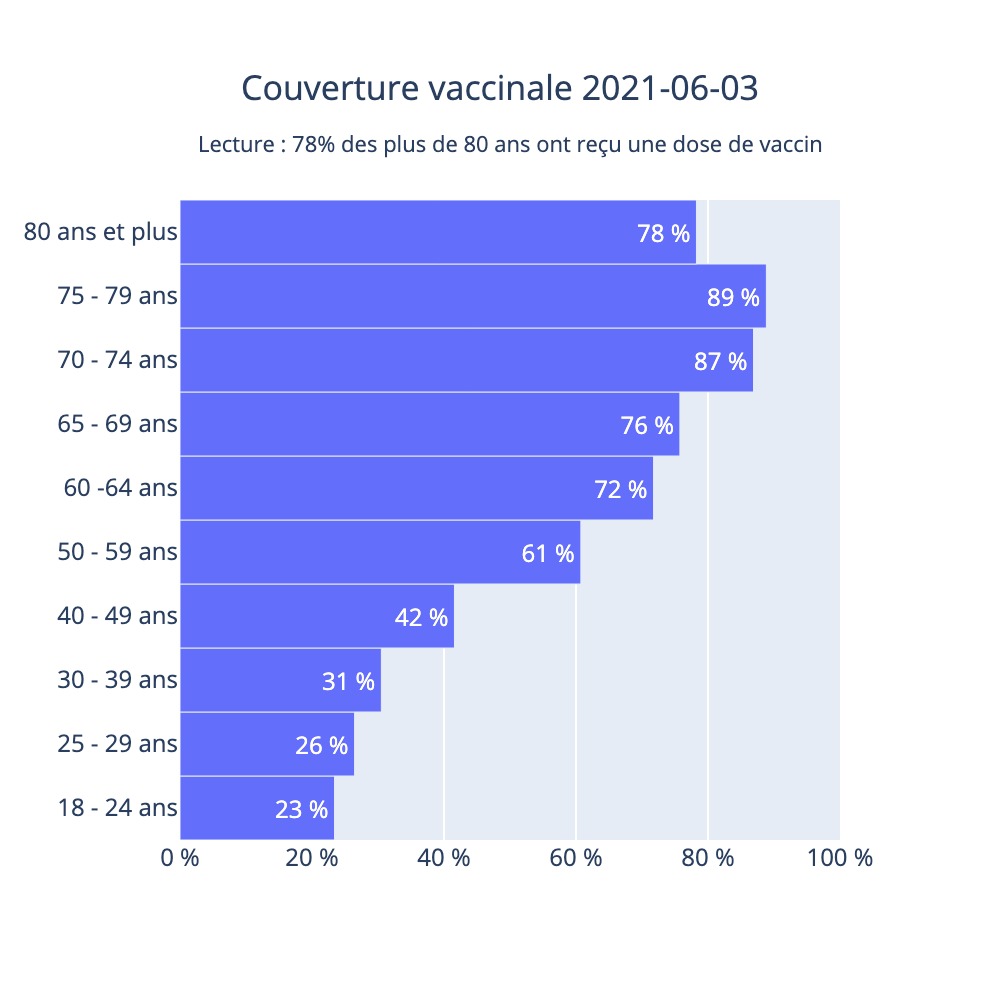 Couverture vaccinale 2021-06-03
Lecture : 78% des plus de 80 ans ont reçu une dose de vaccin
80 ans et plus 78 %
75 - 79 ans 89 %
70 - 74 ans 87 %
65 - 69 ans 76 %
60 -64 ans 72 %
50 - 59 ans 61 %
40 - 49 ans 42 %
30 - 39 ans 31 %
25 - 29 ans 26 %
18 - 24 ans 23 %
0 % 20 % 40 % 60 % 80 % 100 %